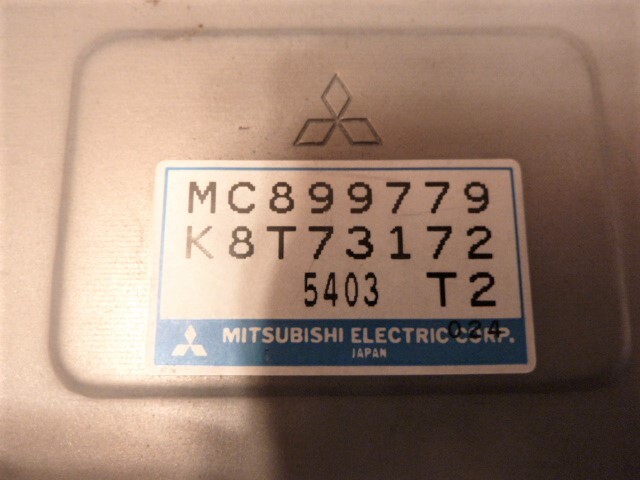 MC899779
K8T73172
5403 T2
024
MITSUBISHI ELECTRIC CORP.
JAPAN